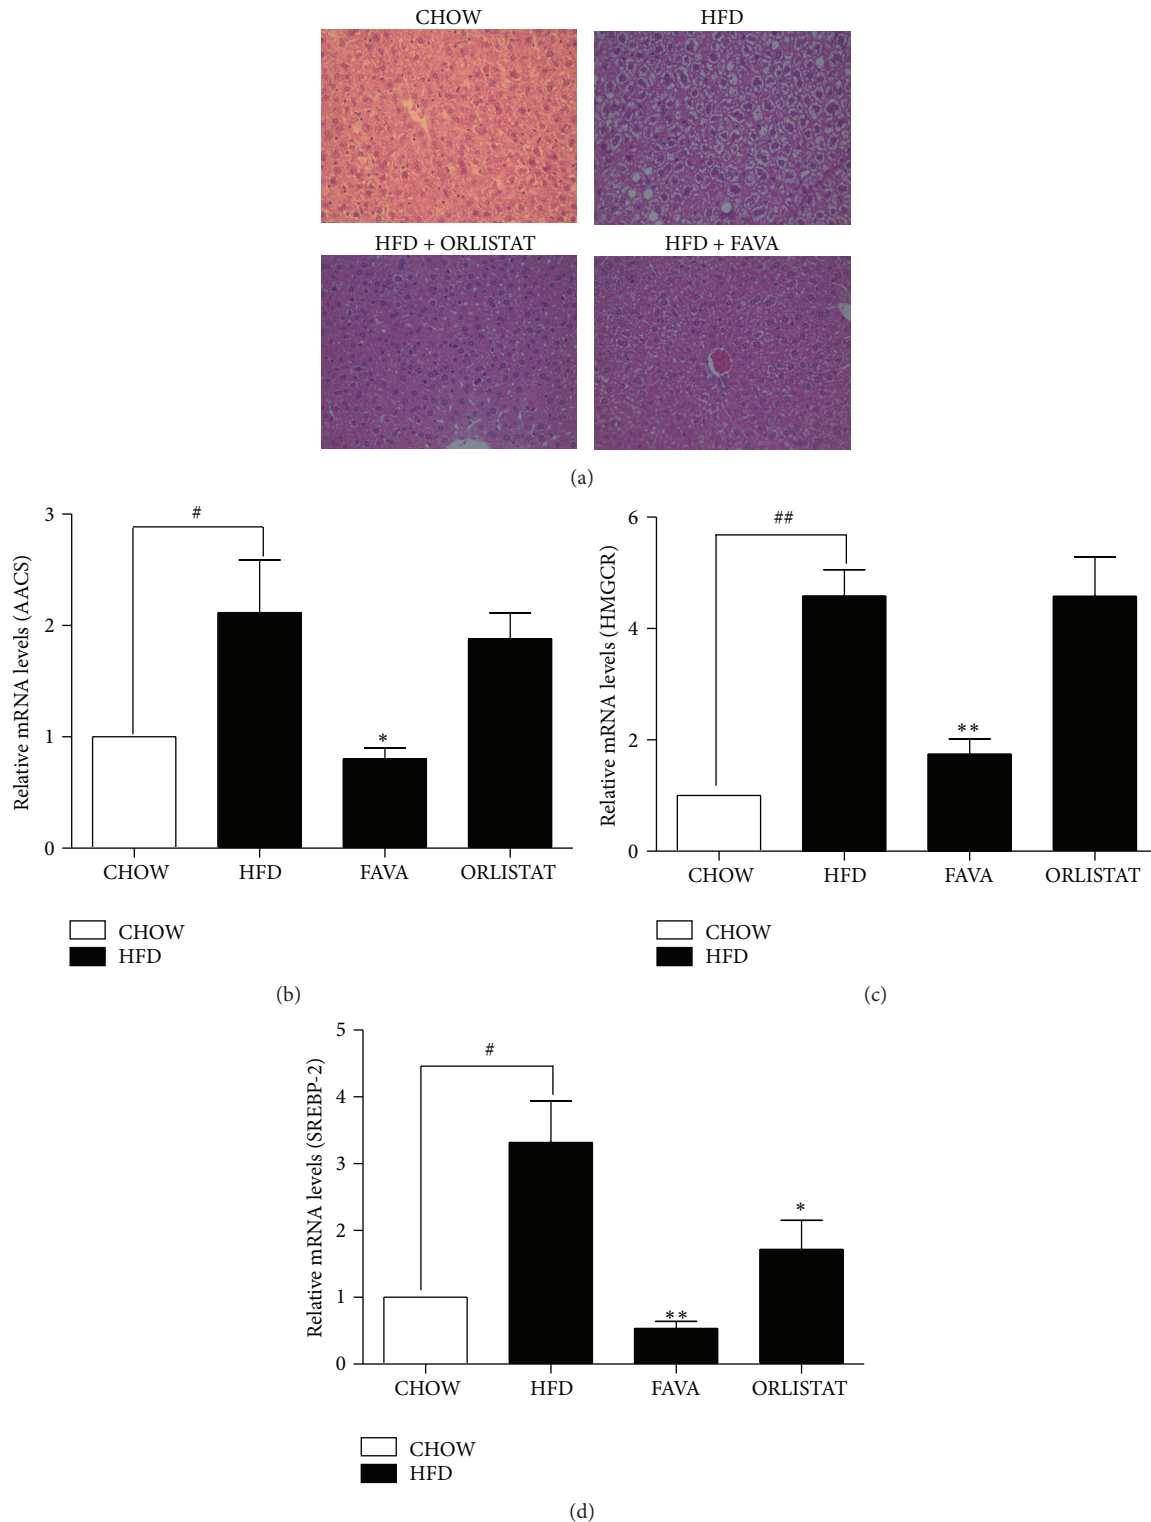 CHOW
HFD
HFD + ORLISTAT
HFD + FAVA
(a)
Relative mRNA levels (AACS)
3
2
1
0
#
*
CHOW
HFD
FAVA
ORLISTAT
CHOW
HFD
(b)
Relative mRNA levels (HMGCR)
6
4
2
0
##
**
CHOW
HFD
FAVA
ORLISTAT
CHOW
HFD
(c)
Relative mRNA levels (SREBP-2)
5
4
3
2
1
0
#
**
*
CHOW
HFD
FAVA
ORLISTAT
CHOW
HFD
(d)